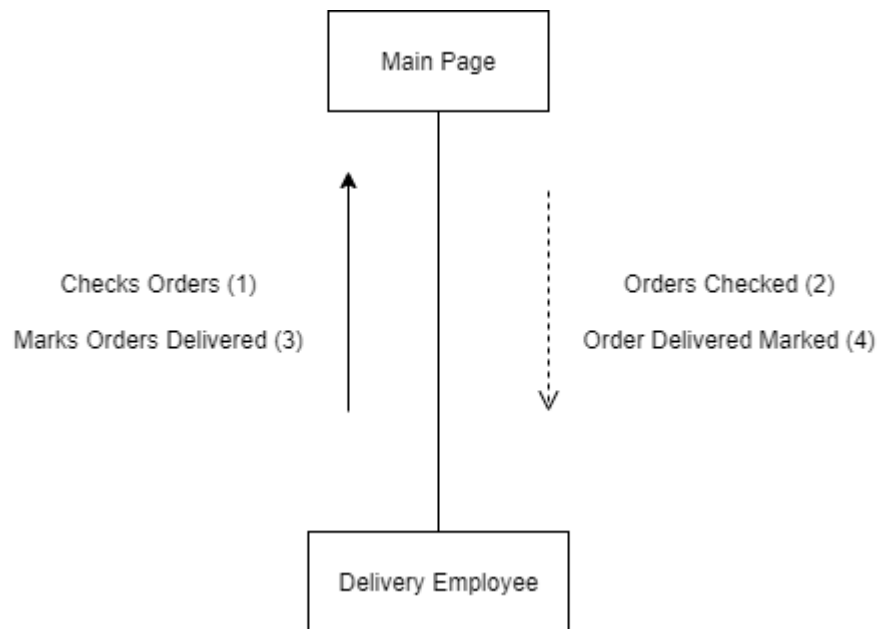 Main Page
Checks Orders (1)
Orders Checked (2)
Marks Orders Delivered (3)
Order Delivered Marked (4)
Delivery Employee